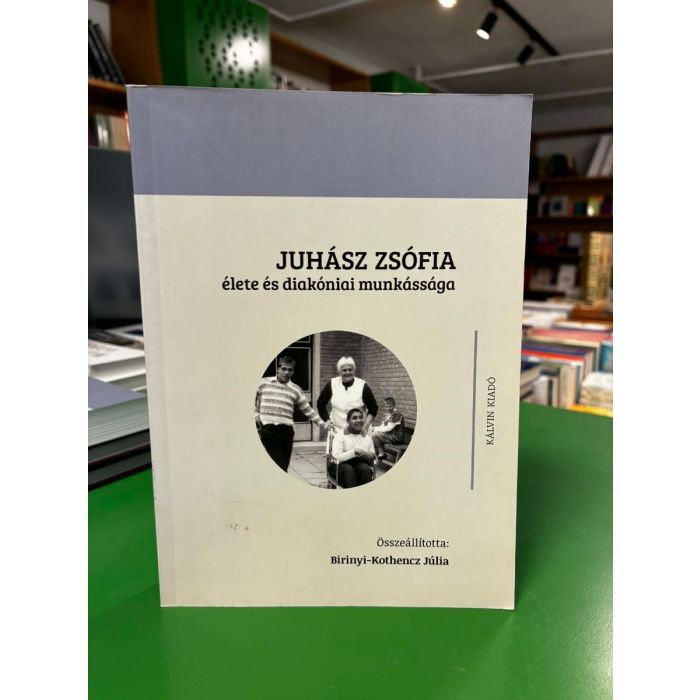 JUHÁSZ ZSÓFIA
élete és diakóniai munkássága
KÁLVIN KIADÓ
Összeállította:
Birinyi-Kothencz Júlia